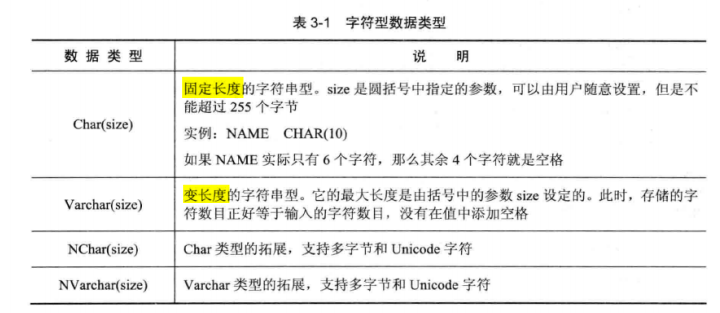 表 3-1 字符型数据类型
数据类型 说 明
Char(size) 固定长度的字符串型。size 是圆括号中指定的参数，可以由用户随意设置，但是不
能超过 255 个字节
实例：NAME CHAR(10)
如果 NAME 实际只有 6 个字符，那么其余 4 个字符就是空格
Varchar(size) 变长度的字符串型。它的最大长度是由括号中的参数 size 设定的。此时，存储的字
符数目正好等于输入的字符数目，没有在值中添加空格
NChar(size) Char 类型的拓展，支持多字节和 Unicode 字符
NVarchar(size) Varchar 类型的拓展，支持多字节和 Unicode 字符